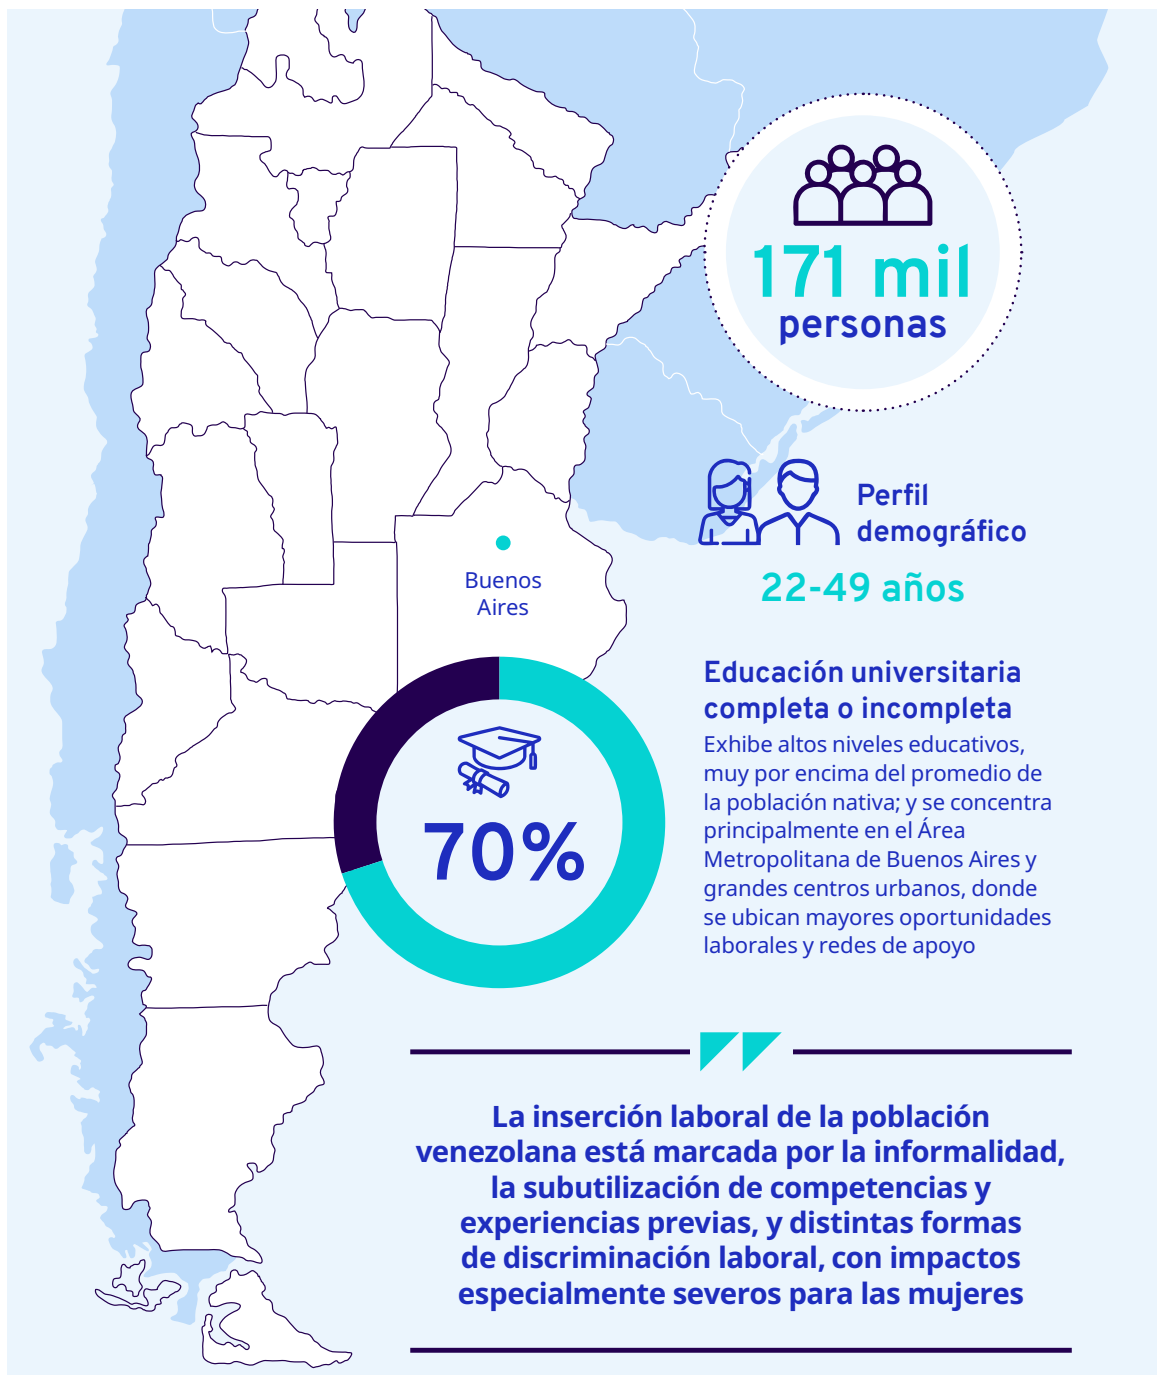 171 mil
personas
Perfil
demográfico
22-49 años
Buenos
Aires
70%
Educación universitaria
completa o incompleta
Exhibe altos niveles educativos,
muy por encima del promedio de
la población nativa; y se concentra
principalmente en el Área
Metropolitana de Buenos Aires y
grandes centros urbanos, donde
se ubican mayores oportunidades
laborales y redes de apoyo
La inserción laboral de la población
venezolana está marcada por la informalidad,
la subutilización de competencias y
experiencias previas, y distintas formas
de discriminación laboral, con impactos
especialmente severos para las mujeres